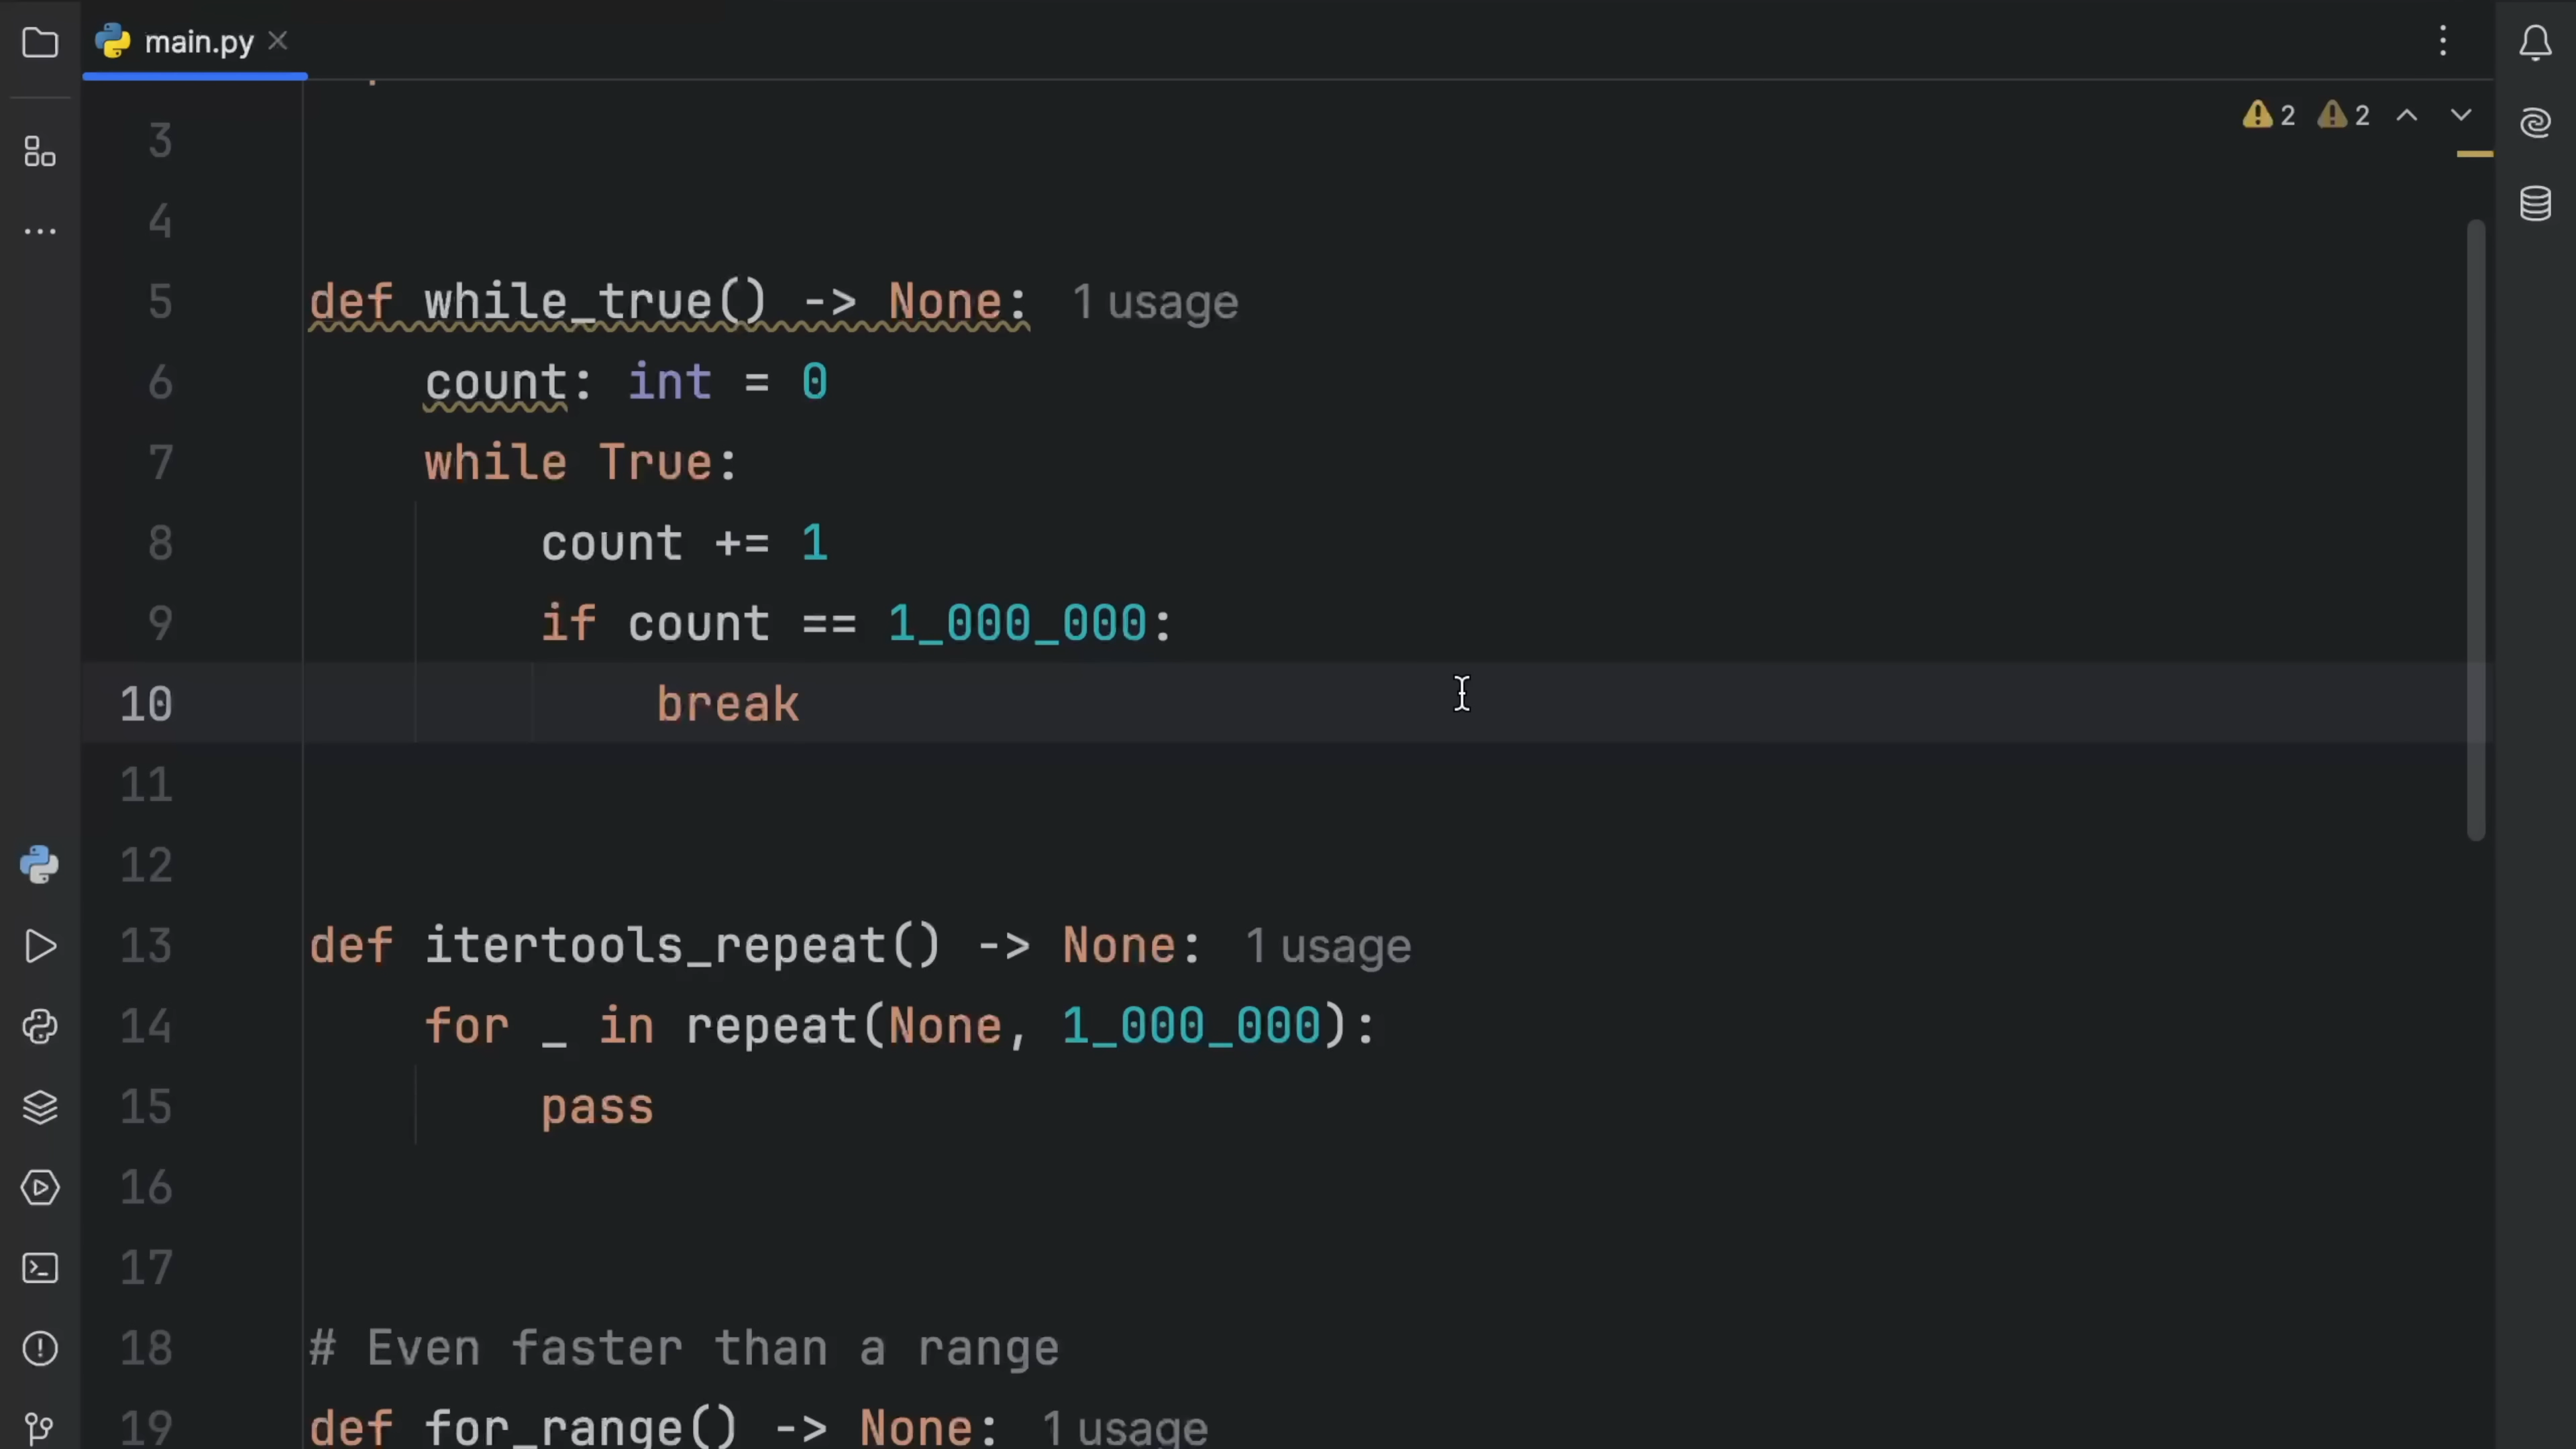 main.py
2 2
3
4
5 def while_true() -> None: 1 usage
6 count: int = 0
7 while True:
8 count += 1
9 if count == 1_000_000:
10 break
11
12
13 def itertools_repeat() -> None: 1 usage
14 for _ in repeat(None, 1_000_000):
15 pass
16
17
18 # Even faster than a range
19 def for_range() -> None: 1 usage